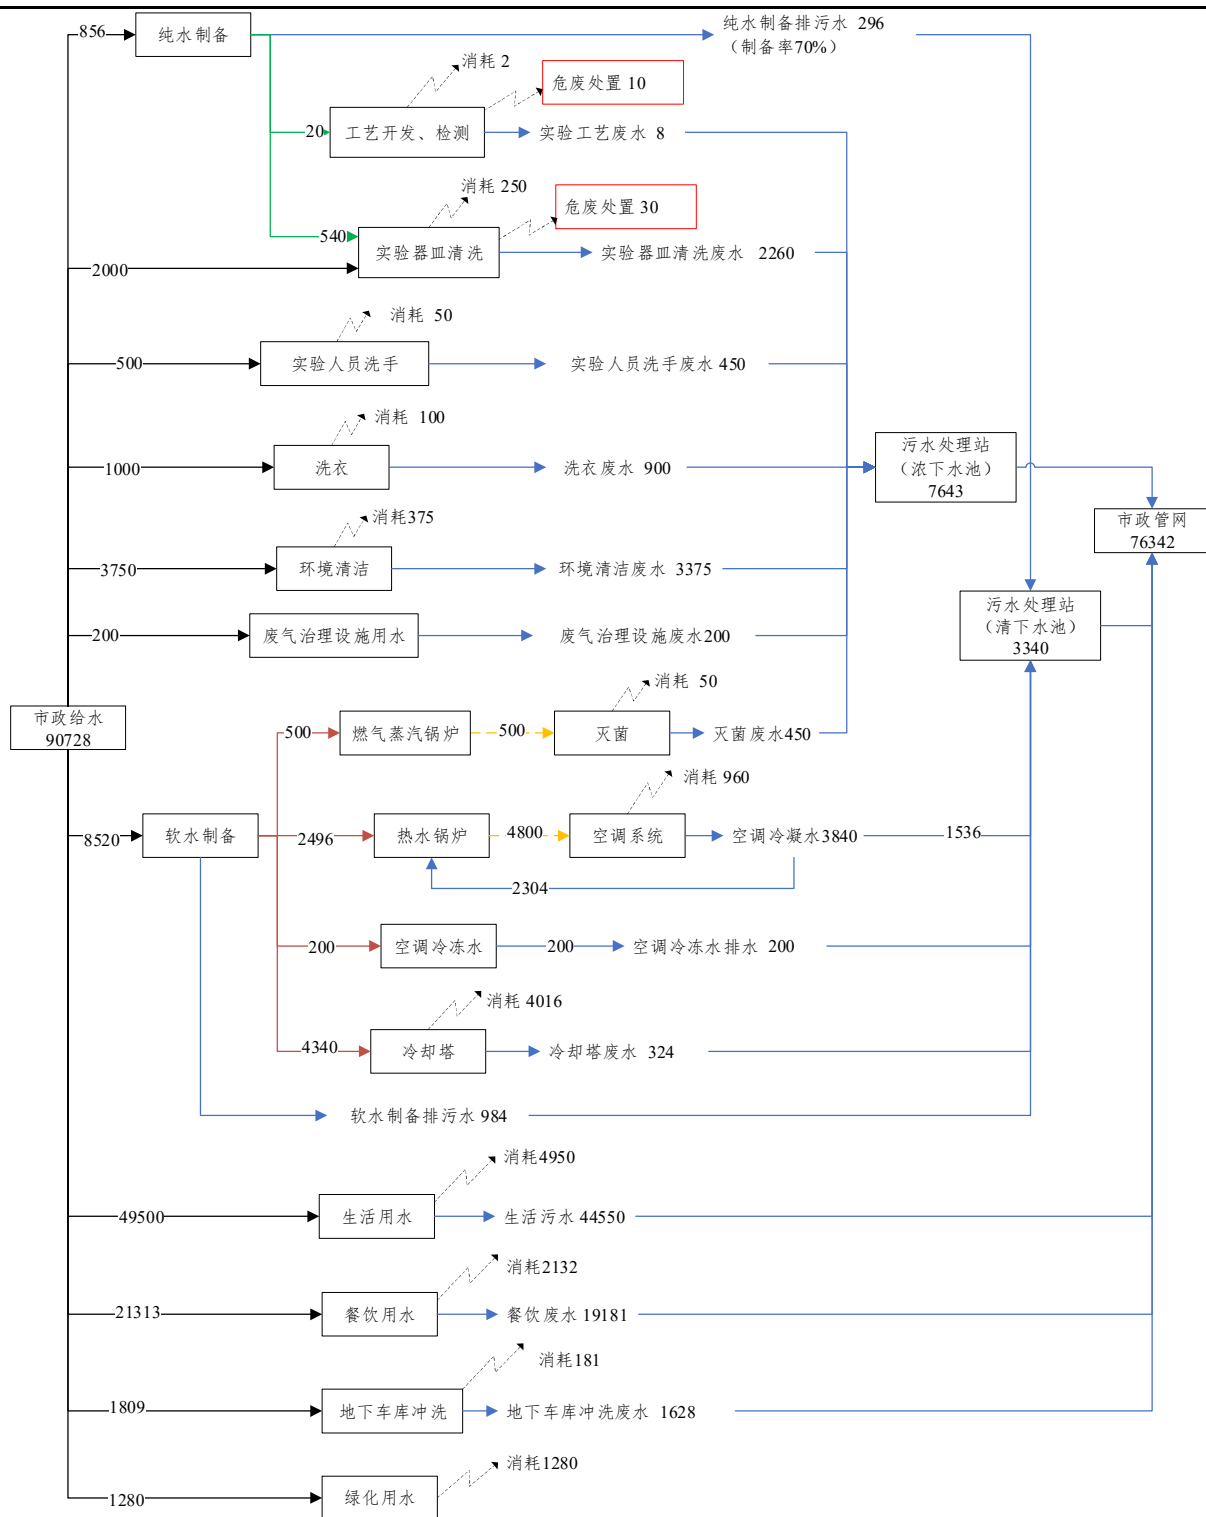 856
纯水制备
纯水制备排污水 296
（制备率70%）
消耗 2
危废处置 10
20
工艺开发、检测
实验工艺废水 8
消耗 250
危废处置 30
540
实验器皿清洗
实验器皿清洗废水 2260
2000
消耗 50
500
实验人员洗手
实验人员洗手废水 450
消耗 100
1000
洗衣
洗衣废水 900
污水处理站
（浓下水池）
7643
消耗375
市政管网
76342
3750
环境清洁
环境清洁废水 3375
200
废气治理设施用水
废气治理设施废水200
污水处理站
（清下水池）
3340
消耗 50
市政给水
90728
500
燃气蒸汽锅炉
500
灭菌
灭菌废水450
消耗 960
8520
软水制备
2496
热水锅炉
4800
空调系统
空调冷凝水3840
1536
2304
200
空调冷冻水
200
空调冷冻水排水 200
消耗 4016
4340
冷却塔
冷却塔废水 324
软水制备排污水 984
消耗4950
49500
生活用水
生活污水 44550
消耗2132
21313
餐饮用水
餐饮废水 19181
消耗181
1809
地下车库冲洗
地下车库冲洗废水 1628
消耗1280
1280
绿化用水